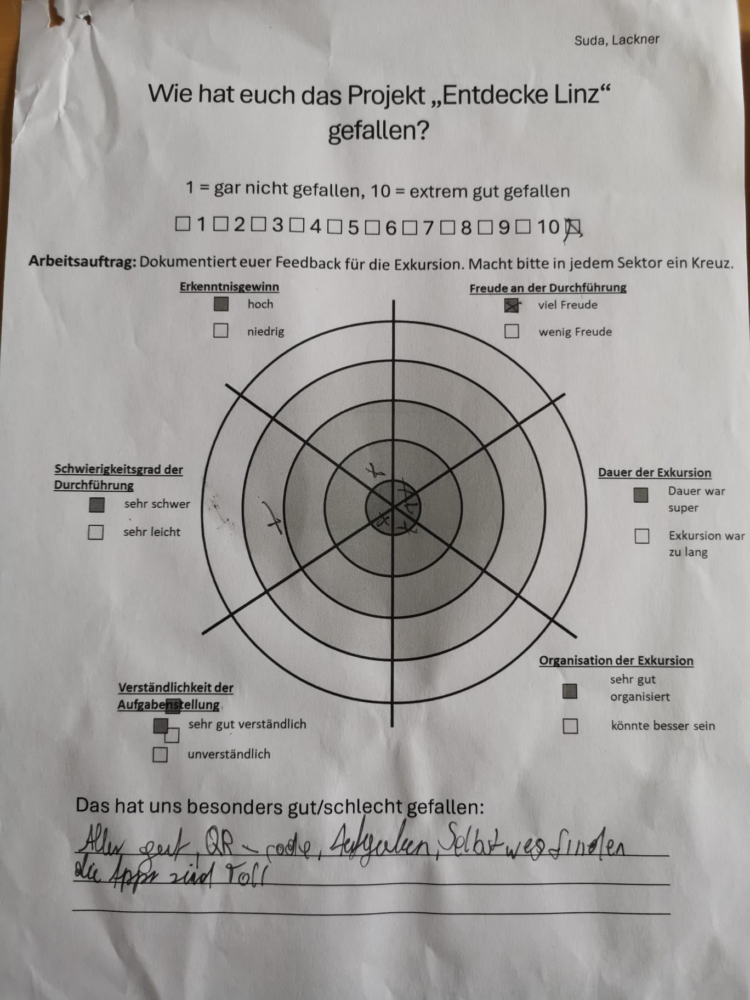 Suda, Lackner
Wie hat euch das Projekt „Entdecke Linz“
gefallen?
1 = gar nicht gefallen, 10 = extrem gut gefallen
☐ 1 ☐ 2 ☐ 3 ☐ 4 ☐ 5 ☐ 6 ☐ 7 ☐ 8 ☐ 9 ☐ 10 ☒
Arbeitsauftrag: Dokumentiert euer Feedback für die Exkursion. Macht bitte in jedem Sektor ein Kreuz.
Erkenntnisgewinn
hoch
niedrig
Freude an der Durchführung
viel Freude
wenig Freude
Schwierigkeitsgrad der
Durchführung
sehr schwer
sehr leicht
Dauer der Exkursion
Dauer war
super
Exkursion war
zu lang
Verständlichkeit der
Aufgabenstellung
sehr gut verständlich
unverständlich
Organisation der Exkursion
sehr gut
organisiert
könnte besser sein
Das hat uns besonders gut/schlecht gefallen:
Alles gut, QR-code, Aufgaben, Selbst weg finden
die Apps sind Toll